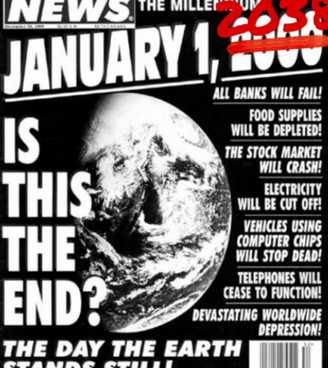 NEWS
THE MILLENNIUM
2038
JANUARY 1, 2000
ALL BANKS WILL FAIL!
FOOD SUPPLIES
WILL BE DEPLETED!
THE STOCK MARKET
WILL CRASH!
ELECTRICITY
WILL BE CUT OFF!
VEHICLES USING
COMPUTER CHIPS
WILL STOP DEAD!
TELEPHONES WILL
CEASE TO FUNCTION!
DEVASTATING WORLDWIDE
DEPRESSION!
IS
THIS
THE
END?
THE DAY THE EARTH
STANDS STILL!